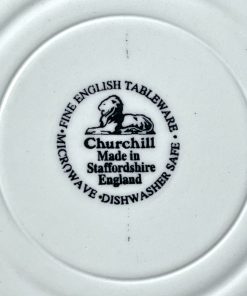 • FINE ENGLISH TABLEWARE •
Churchill
Made in
Staffordshire
England
MICROWAVE • DISHWASHER SAFE